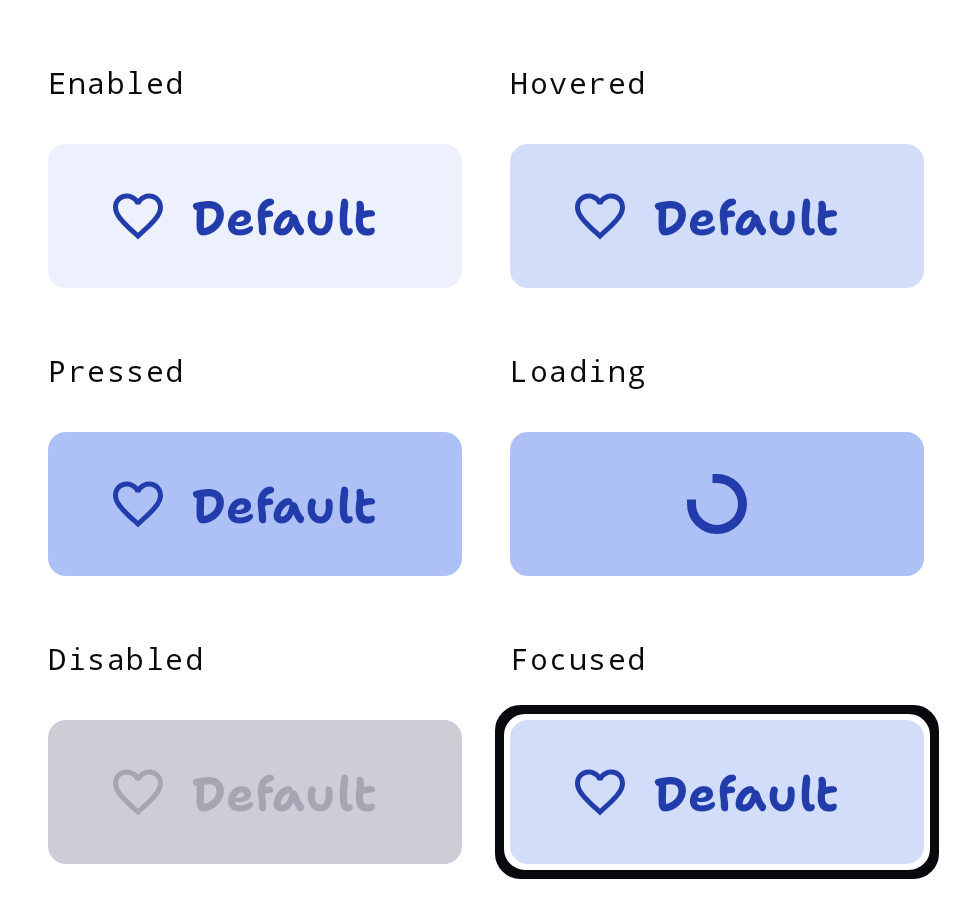 Enabled
Hovered
Default
Default
Pressed
Loading
Default
Disabled
Focused
Default
Default